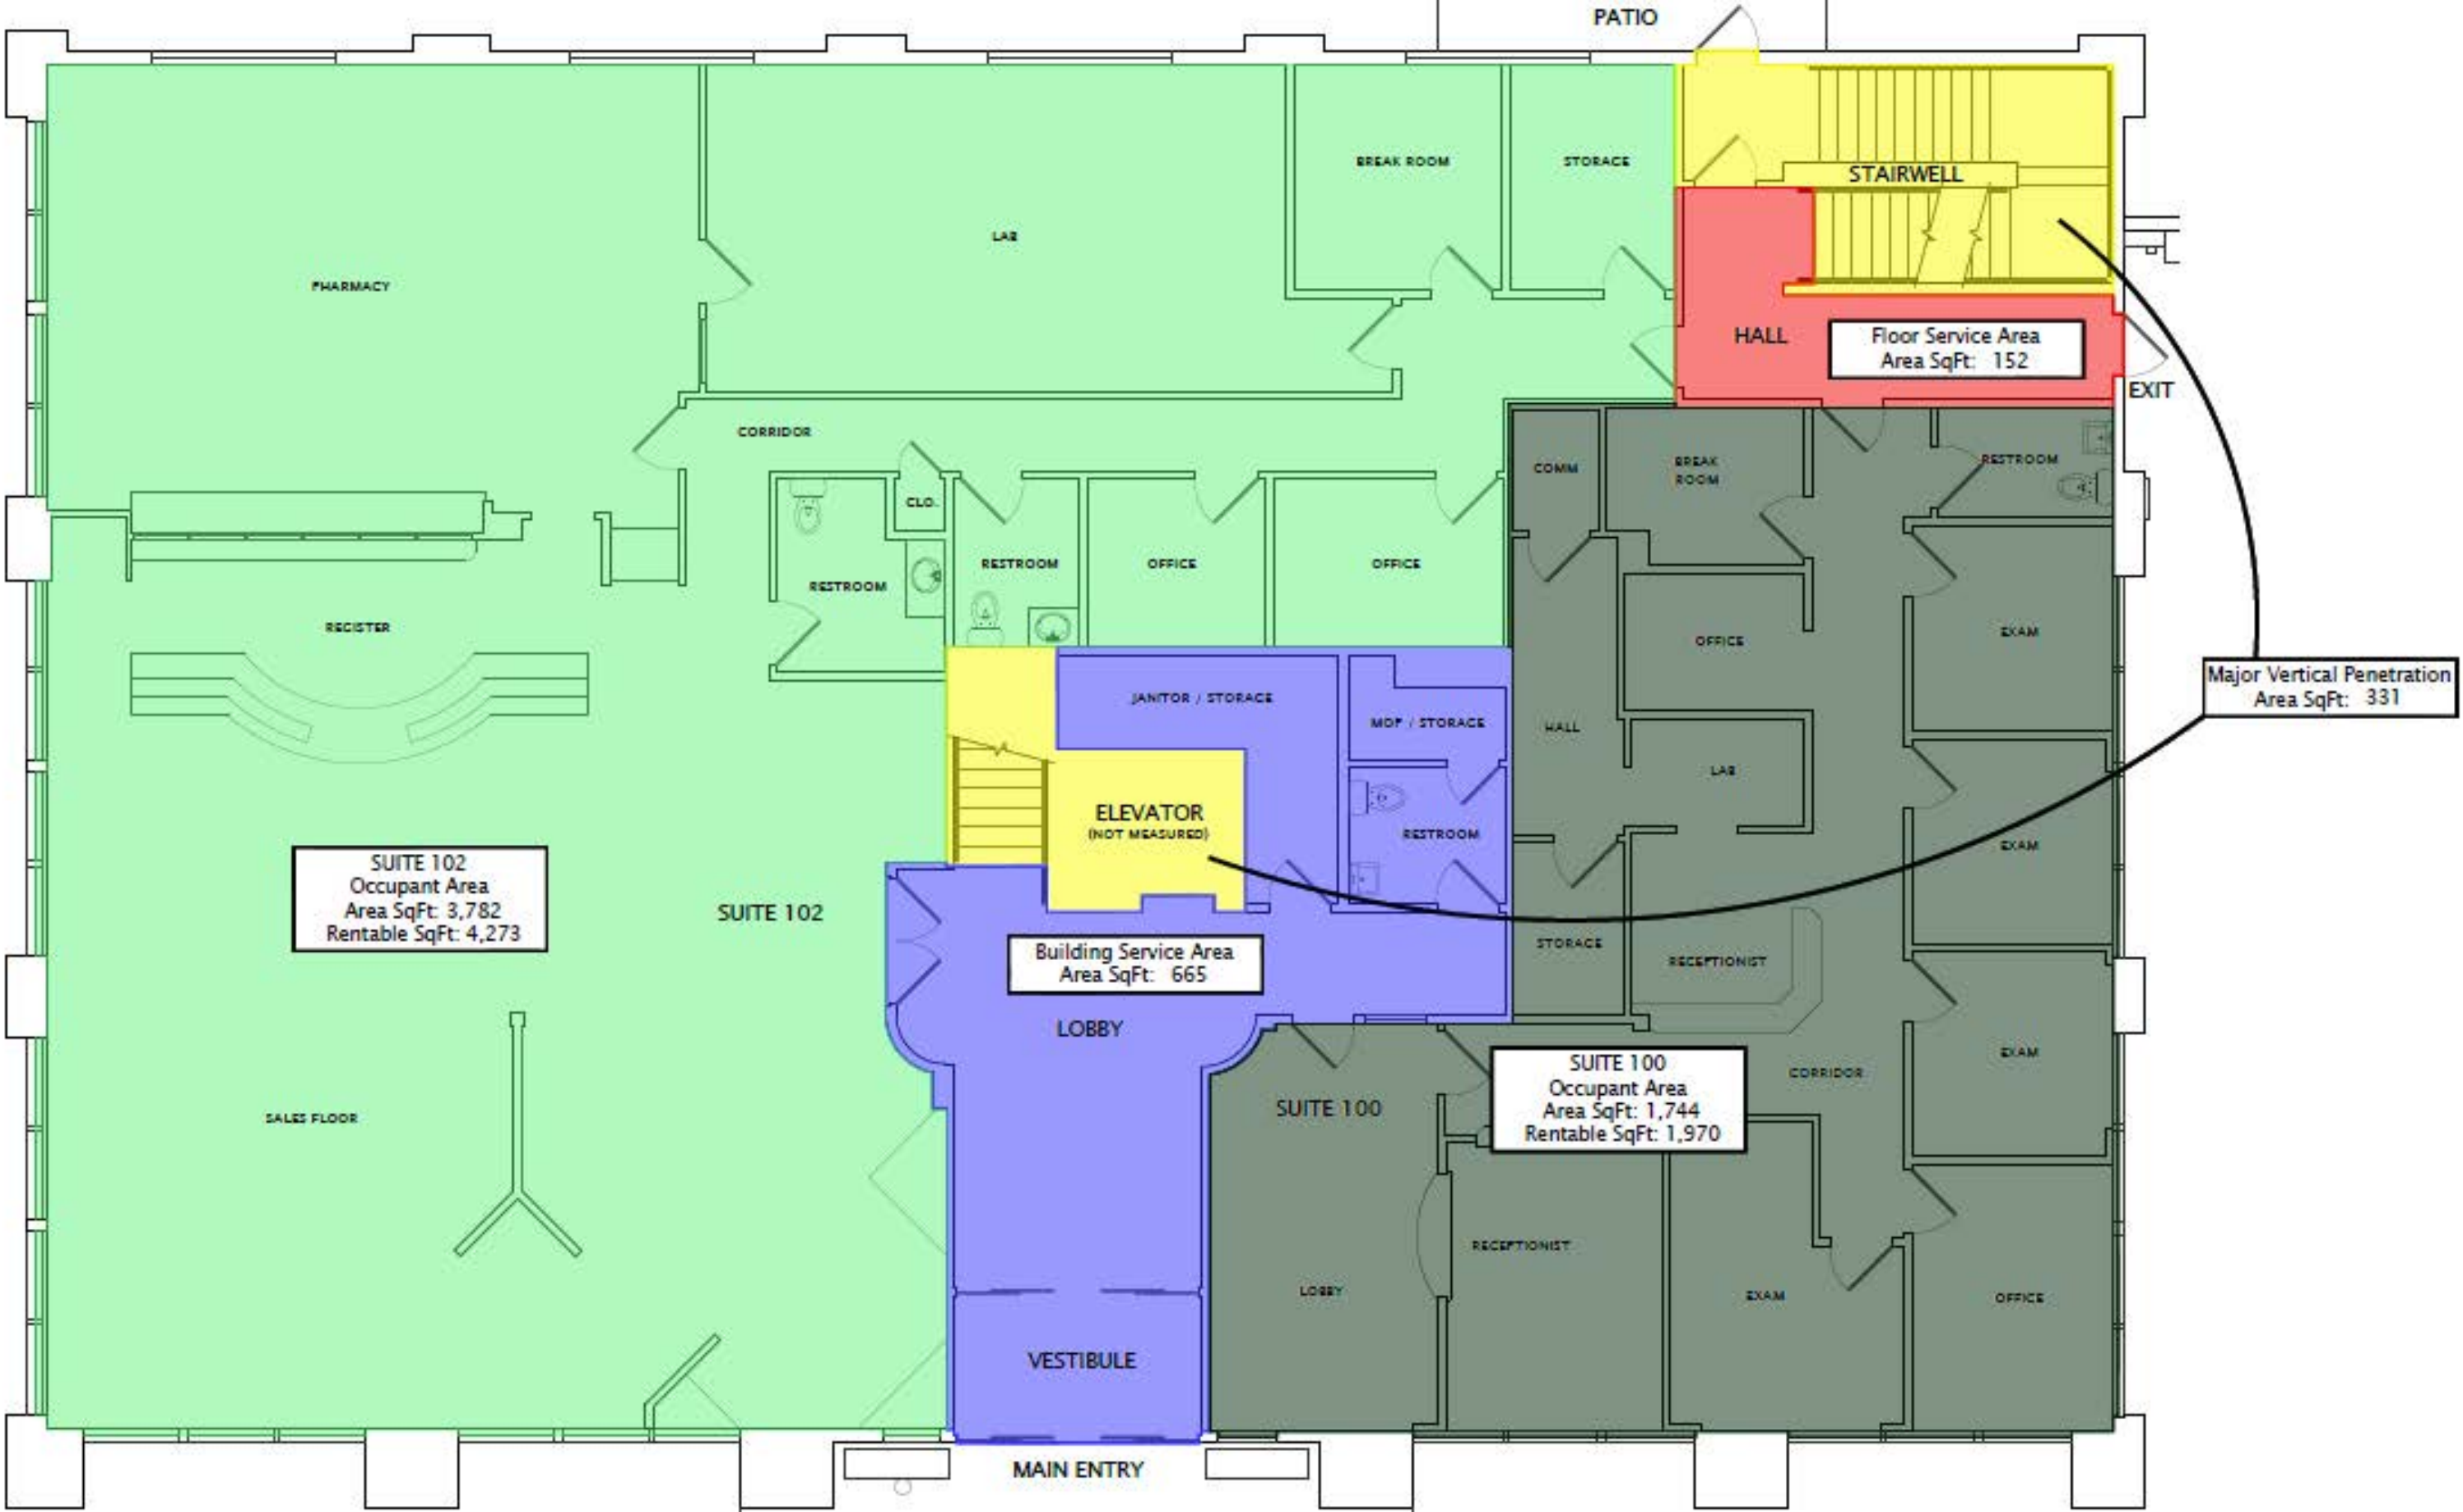 PATIO
BREAK ROOM
STORAGE
STAIRWELL
LAB
PHARMACY
HALL
Floor Service Area
Area SqFt: 152
EXIT
CORRIDOR
COMM
BREAK
ROOM
RESTROOM
CLO.
RESTROOM
RESTROOM
OFFICE
OFFICE
REGISTER
OFFICE
EXAM
Major Vertical Penetration
Area SqFt: 331
JANITOR / STORAGE
MOP / STORAGE
HALL
LAB
ELEVATOR
(NOT MEASURED)
RESTROOM
EXAM
SUITE 102
Occupant Area
Area SqFt: 3,782
Rentable SqFt: 4,273
SUITE 102
Building Service Area
Area SqFt: 665
STORAGE
RECEPTIONIST
LOBBY
EXAM
SUITE 100
Occupant Area
Area SqFt: 1,744
Rentable SqFt: 1,970
CORRIDOR
SUITE 100
SALES FLOOR
RECEPTIONIST
LOBBY
EXAM
OFFICE
VESTIBULE
MAIN ENTRY